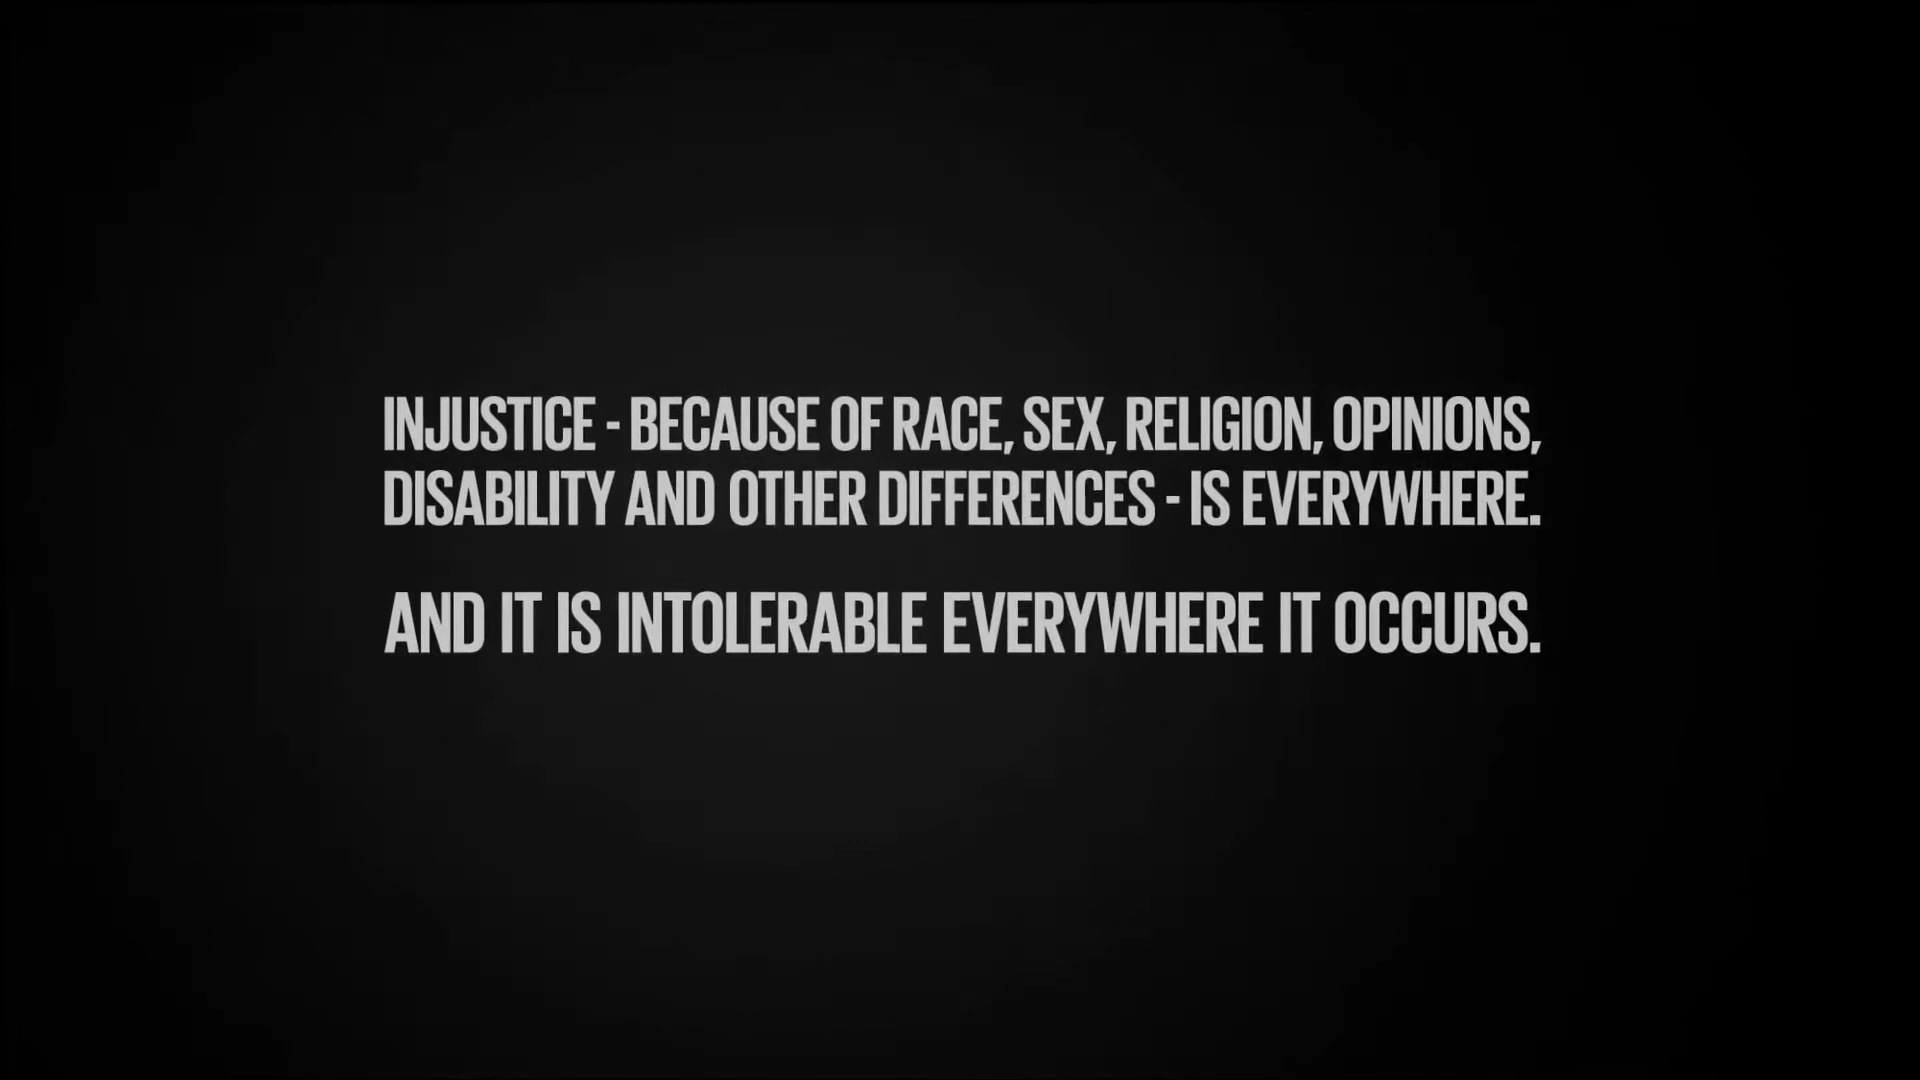 INJUSTICE - BECAUSE OF RACE, SEX, RELIGION, OPINIONS,
DISABILITY AND OTHER DIFFERENCES - IS EVERYWHERE.
AND IT IS INTOLERABLE EVERYWHERE IT OCCURS.